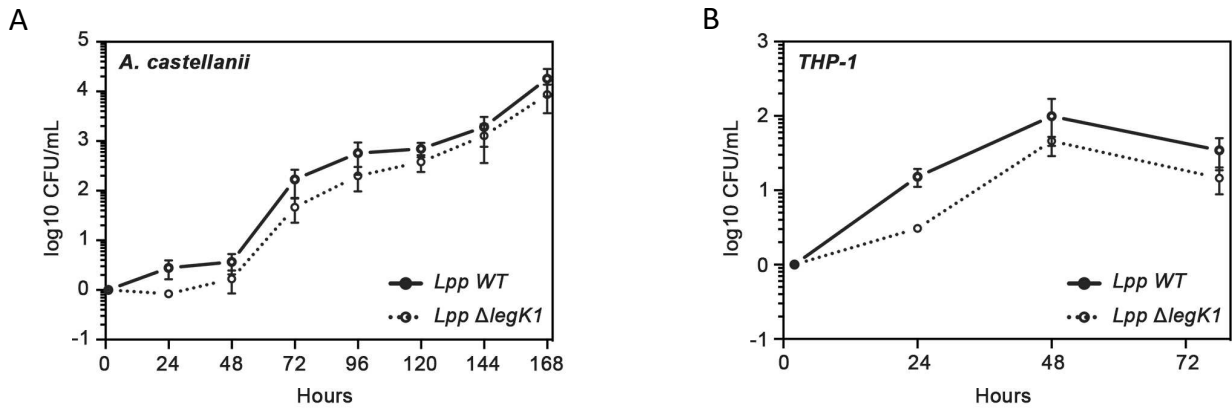 A
A. castellanii
5
4
3
2
1
0
-1
log10 CFU/mL
0 24 48 72 96 120 144 168
Hours
Lpp WT
Lpp ΔlegK1
B
THP-1
3
2
1
0
-1
log10 CFU/mL
0 24 48 72
Hours
Lpp WT
Lpp ΔlegK1